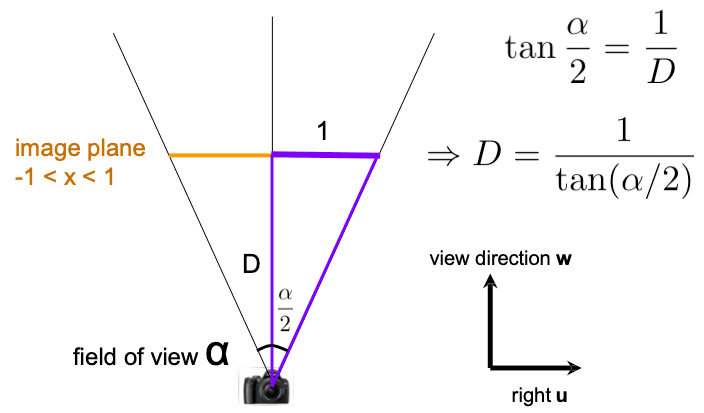 tan α/2 = 1/D
1
image plane
-1 < x < 1
⇒ D = 1/tan(α/2)
D
α/2
view direction w
field of view α
right u